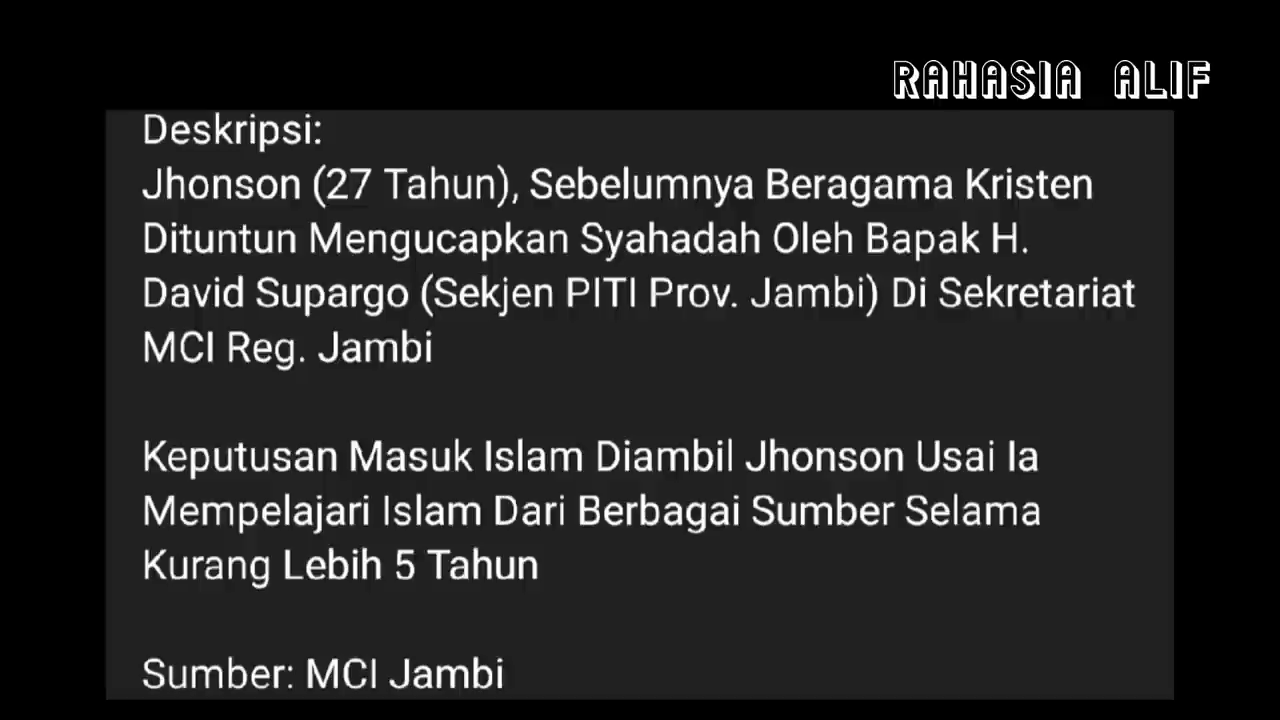 RAHASIA ALIF
Deskripsi:
Jhonson (27 Tahun), Sebelumnya Beragama Kristen
Dituntun Mengucapkan Syahadah Oleh Bapak H.
David Supargo (Sekjen PITI Prov. Jambi) Di Sekretariat
MCI Reg. Jambi
Keputusan Masuk Islam Diambil Jhonson Usai Ia
Mempelajari Islam Dari Berbagai Sumber Selama
Kurang Lebih 5 Tahun
Sumber: MCI Jambi